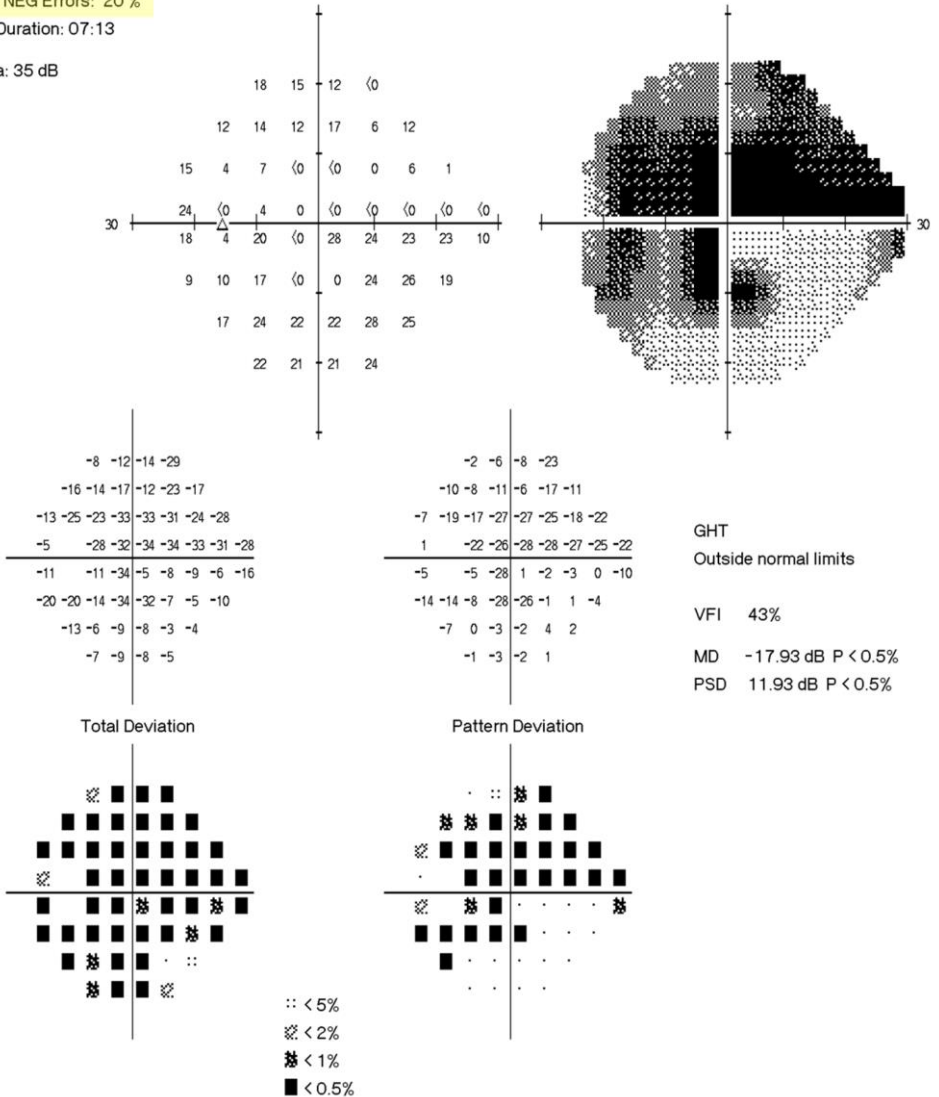 NEG Errors: 20 %
Duration: 07:13
a: 35 dB
18 15 12 <0
12 14 12 17 6 12
15 4 7 <0 <0 0 6 1
24 <0 4 0 <0 <0 <0 <0 <0
30 30
18 4 20 <0 28 24 23 23 10
9 10 17 <0 0 24 26 19
17 24 22 22 28 25
22 21 21 24
-8 -12 -14 -29
-16 -14 -17 -12 -23 -17
-13 -25 -23 -33 -33 -31 -24 -28
-5 -28 -32 -34 -34 -33 -31 -28
-11 -11 -34 -5 -8 -9 -6 -16
-20 -20 -14 -34 -32 -7 -5 -10
-13 -6 -9 -8 -3 -4
-7 -9 -8 -5
Total Deviation
-2 -6 -8 -23
-10 -8 -11 -6 -17 -11
-7 -19 -17 -27 -27 -25 -18 -22
1 -22 -26 -28 -28 -27 -25 -22
-5 -5 -28 1 -2 -3 0 -10
-14 -14 -8 -28 -26 -1 1 -4
-7 0 -3 -2 4 2
-1 -3 -2 1
Pattern Deviation
GHT
Outside normal limits
VFI 43%
MD -17.93 dB P < 0.5%
PSD 11.93 dB P < 0.5%
< 5%
< 2%
< 1%
< 0.5%